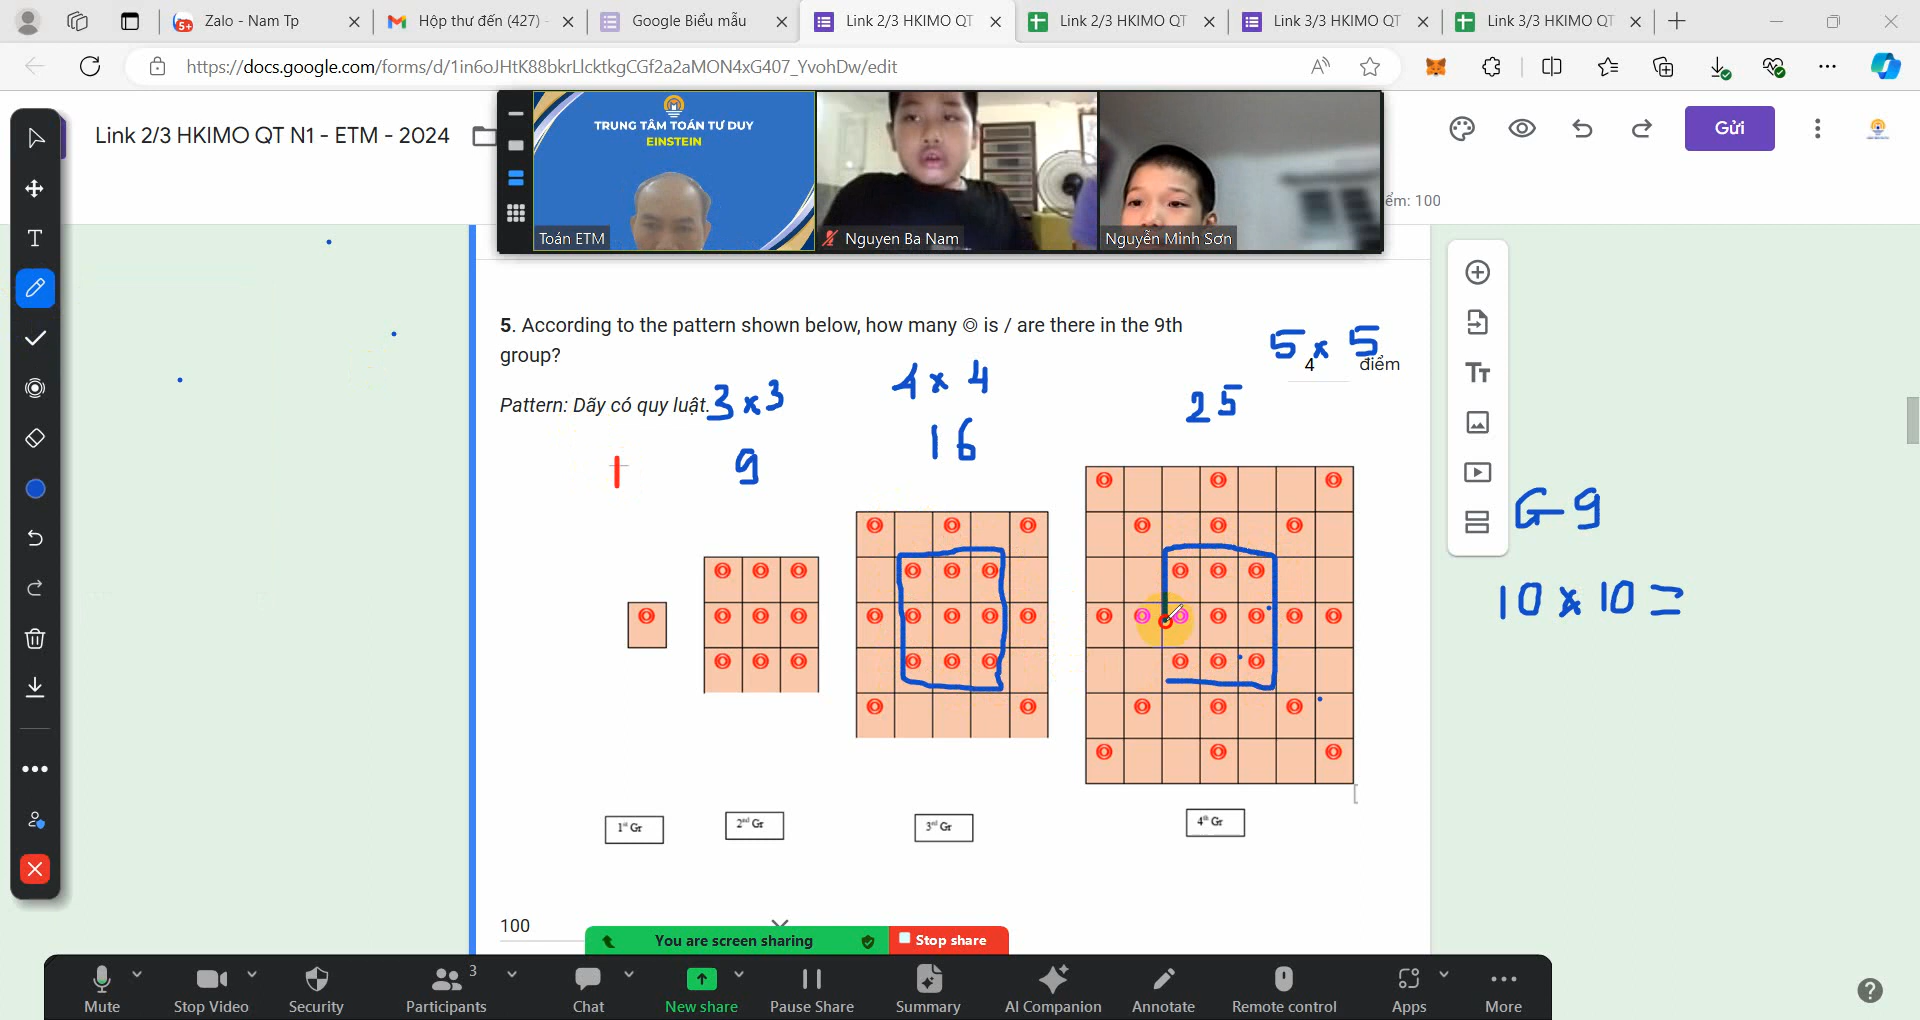 Zalo - Nam Tp
Hộp thư đến (427) -
Google Biểu mẫu
Link 2/3 HKIMO QT
Link 2/3 HKIMO QT
Link 3/3 HKIMO QT
Link 3/3 HKIMO QT
https://docs.google.com/forms/d/1in6oJHtK88bkrLlcktkgCGf2a2aMON4xG407_YvohDw/edit
Link 2/3 HKIMO QT N1 - ETM - 2024
TRUNG TÂM TOÁN TƯ DUY
EINSTEIN
Toán ETM
Nguyen Ba Nam
Nguyễn Minh Sơn
Gửi
ểm: 100
5. According to the pattern shown below, how many ◎ is / are there in the 9th
group?
4 điểm
5 x 5
Pattern: Dãy có quy luật.
3 x 3
4 x 4
25
1
9
16
G 9
10 x 10 =
1st Gr
2nd Gr
3rd Gr
4th Gr
100
You are screen sharing
Stop share
Mute
Stop Video
Security
Participants
3
Chat
New share
Pause Share
Summary
AI Companion
Annotate
Remote control
Apps
More